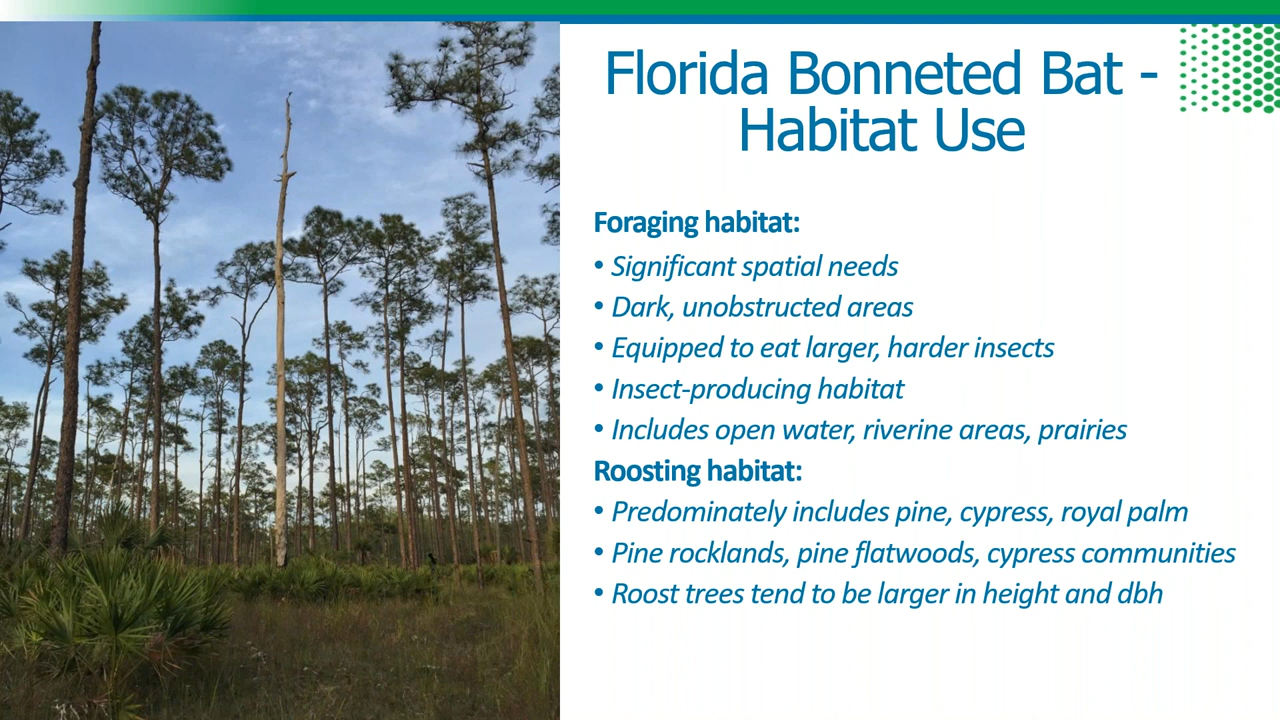 Florida Bonneted Bat -
Habitat Use
Foraging habitat:
• Significant spatial needs
• Dark, unobstructed areas
• Equipped to eat larger, harder insects
• Insect-producing habitat
• Includes open water, riverine areas, prairies
Roosting habitat:
• Predominately includes pine, cypress, royal palm
• Pine rocklands, pine flatwoods, cypress communities
• Roost trees tend to be larger in height and dbh